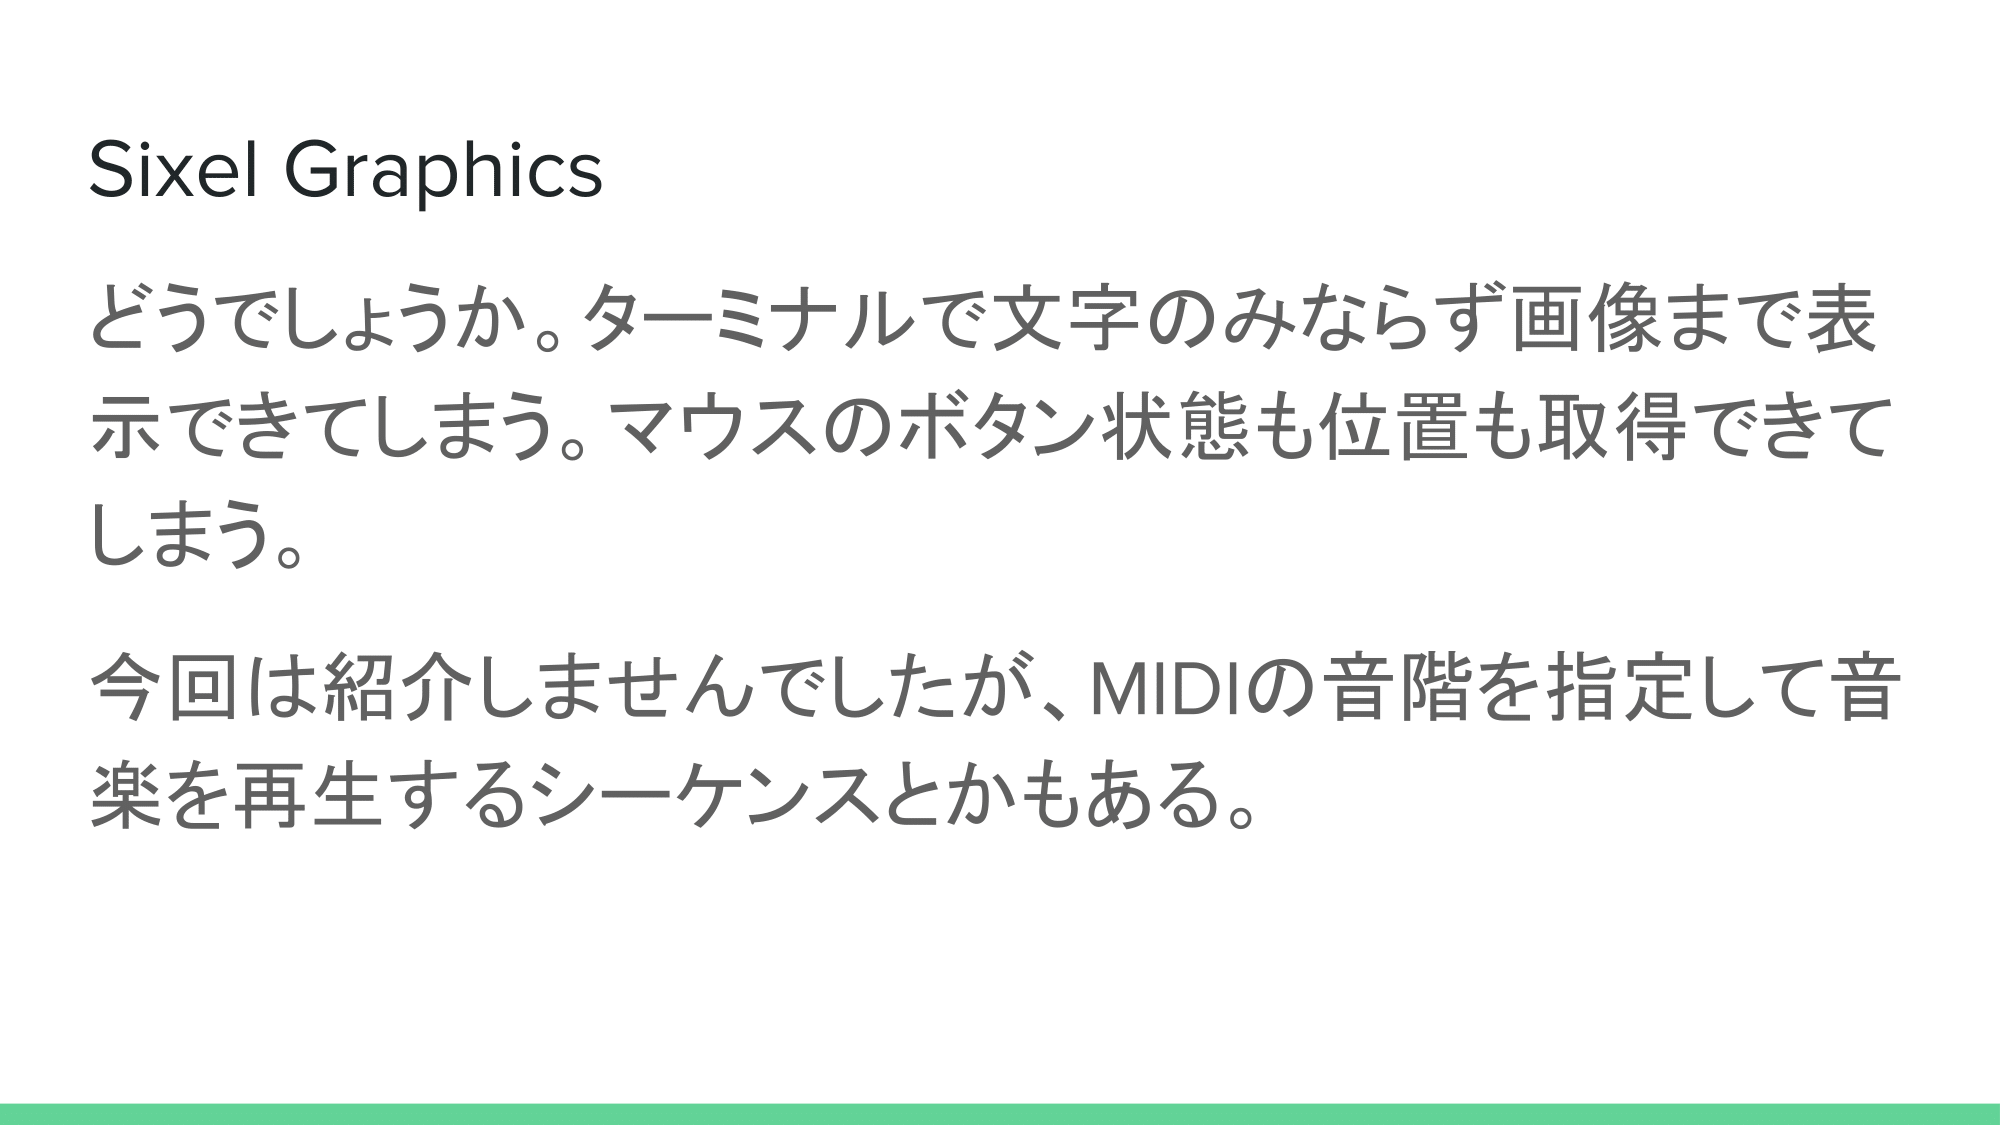 Sixel Graphics
どうでしょうか。ターミナルで文字のみならず画像まで表
示できてしまう。マウスのボタン状態も位置も取得できて
しまう。
今回は紹介しませんでしたが、MIDIの音階を指定して音
楽を再生するシーケンスとかもある。